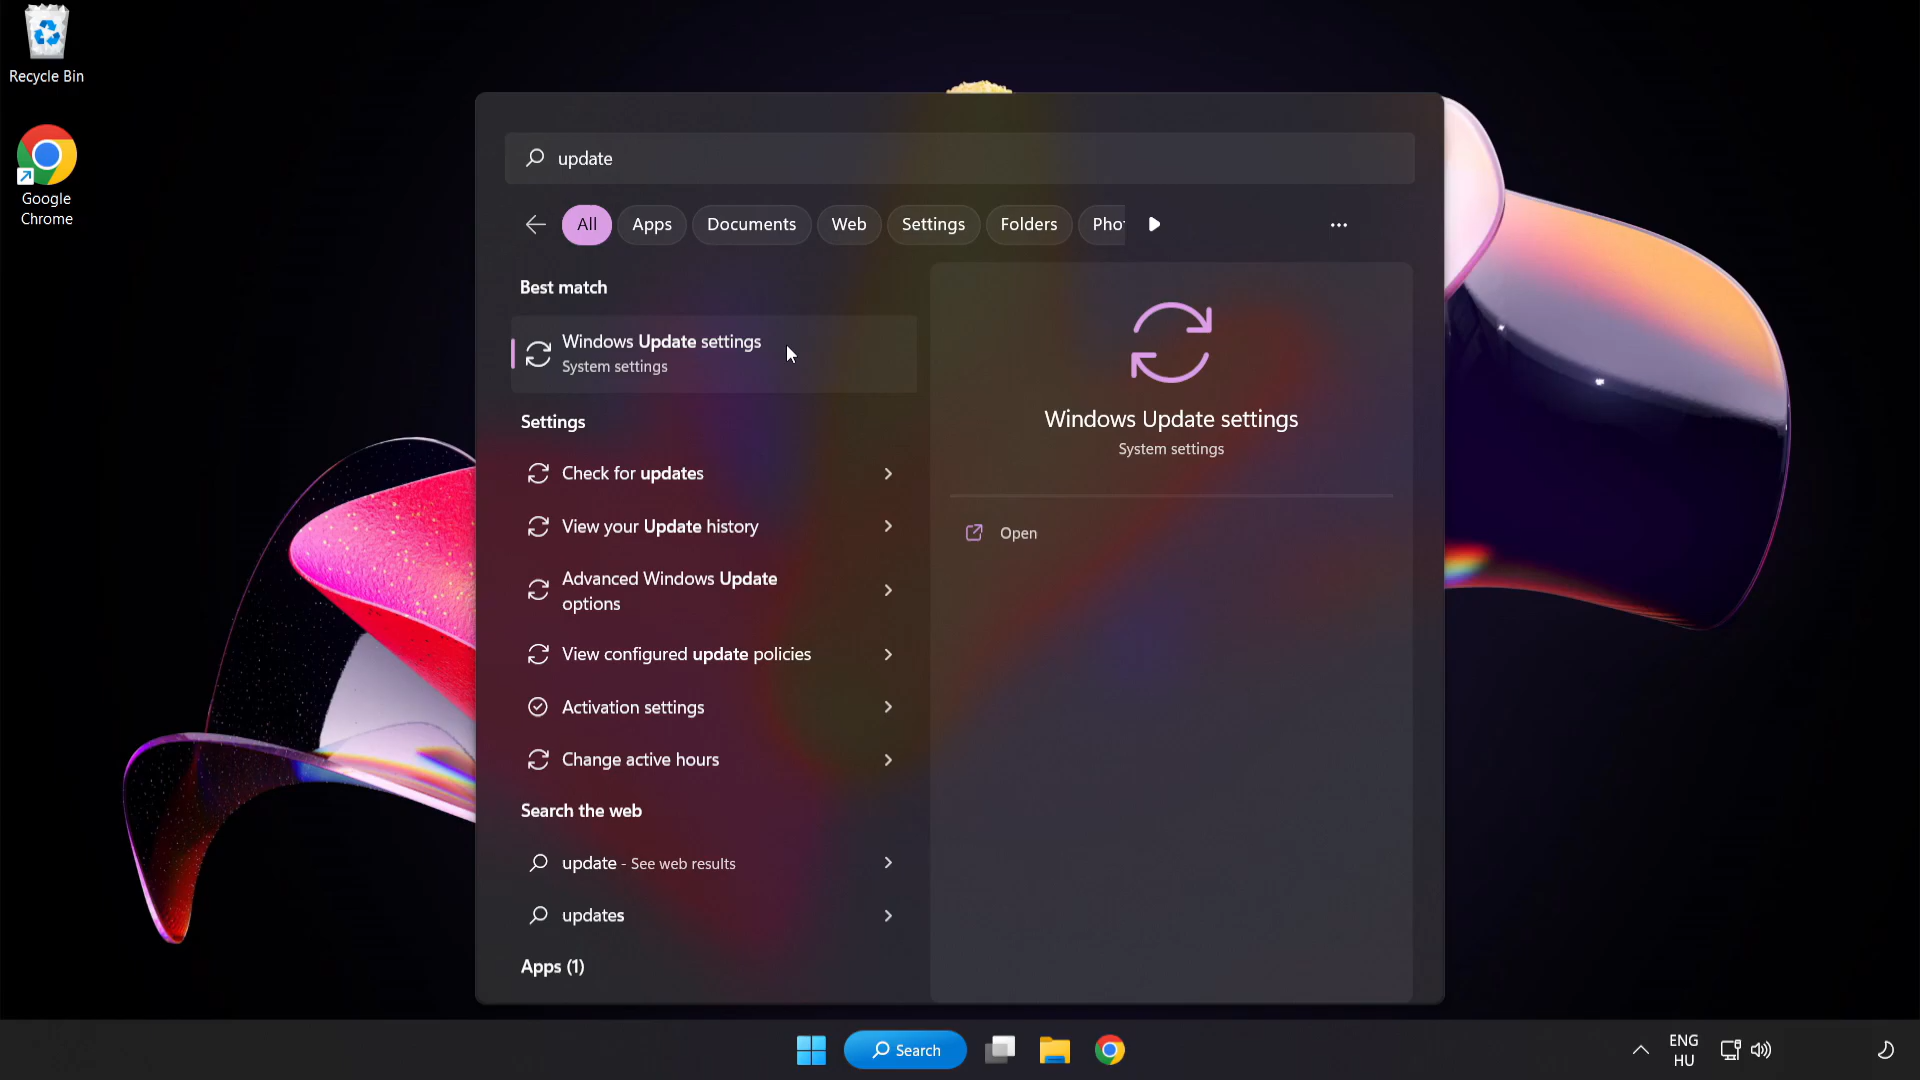 Recycle Bin
Google
Chrome
update
All
Apps
Documents
Web
Settings
Folders
Best match
Windows Update settings
System settings
Settings
Check for updates
View your Update history
Advanced Windows Update
options
View configured update policies
Activation settings
Change active hours
Search the web
update - See web results
updates
Apps (1)
Windows Update settings
System settings
Open
Search
ENG
HU